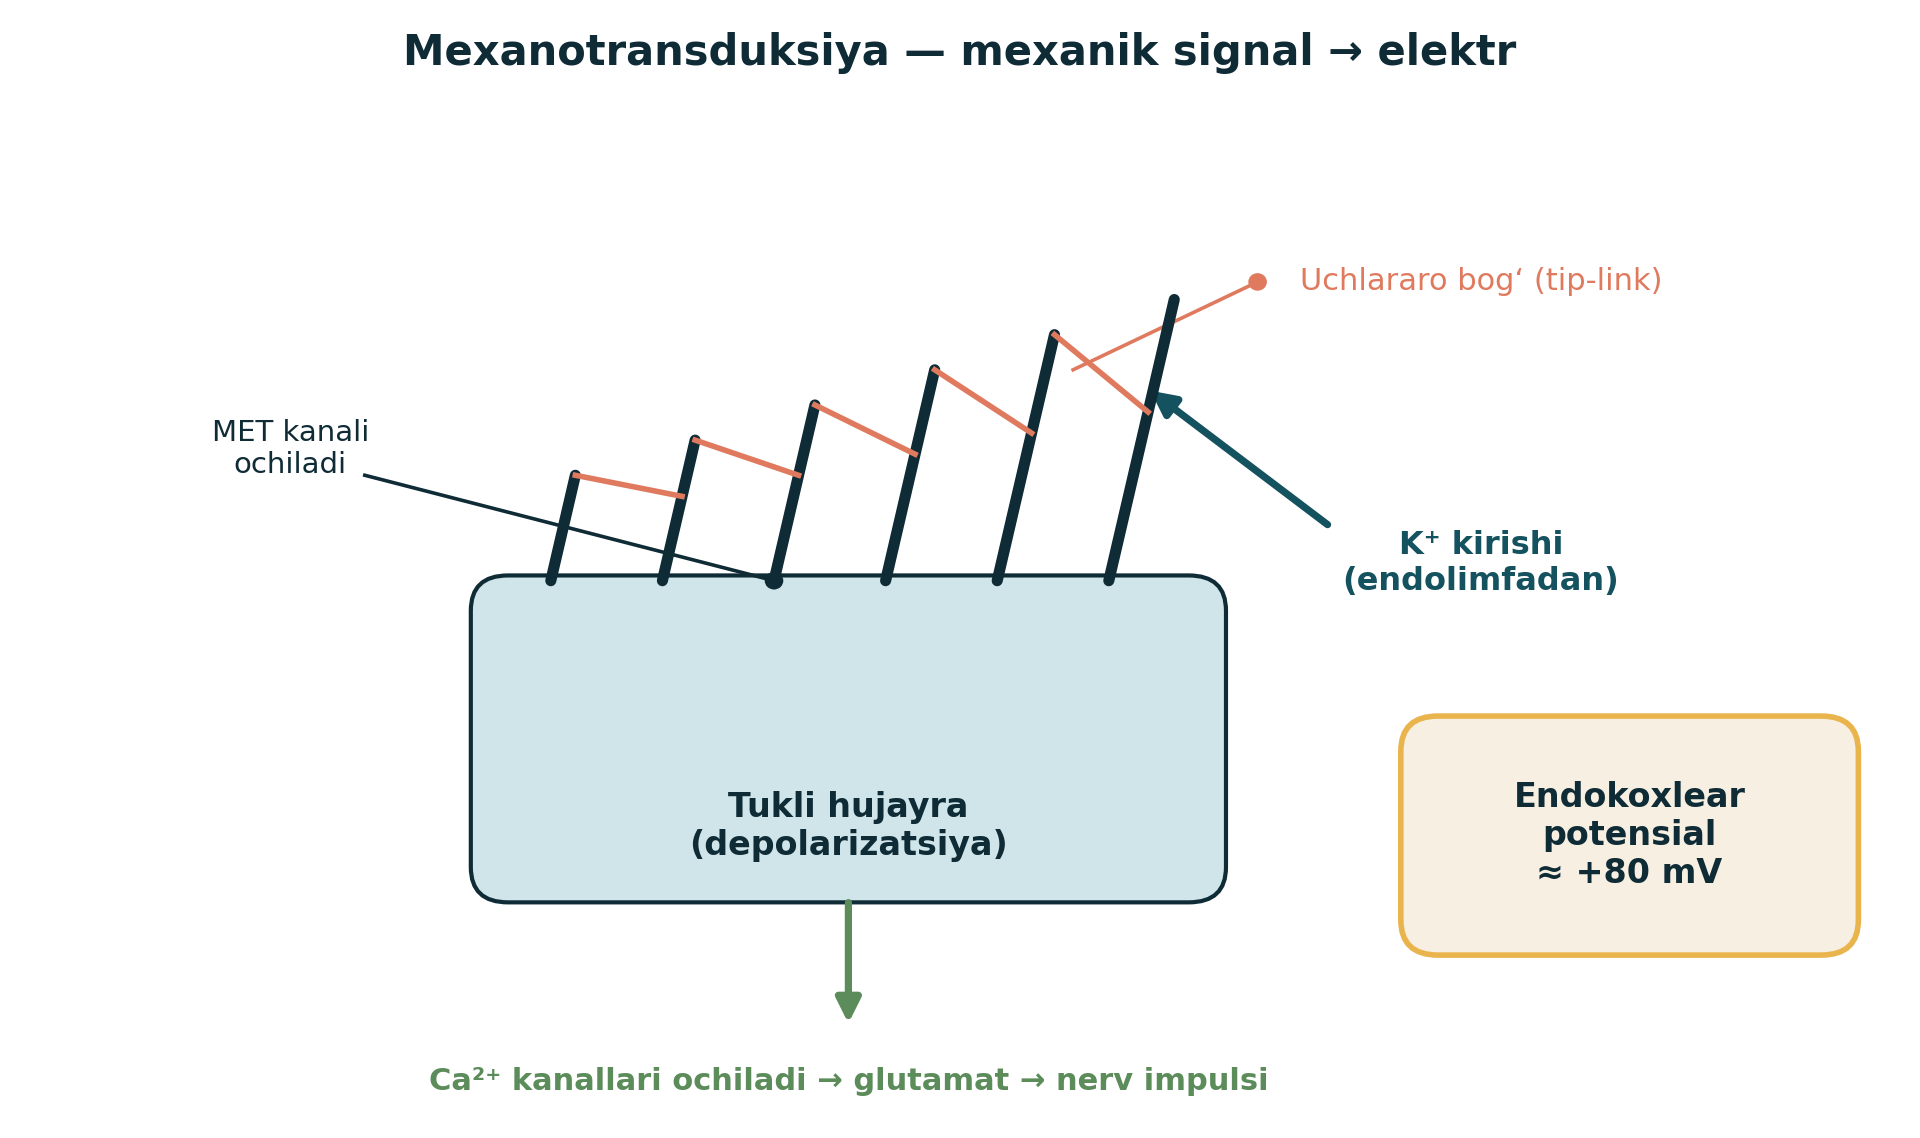 Mexanotransduksiya — mexanik signal → elektr
Uchlararo bog‘ (tip-link)
MET kanali
ochiladi
K⁺ kirishi
(endolimfadan)
Tukli hujayra
(depolarizatsiya)
Endokoxlear
potensial
≈ +80 mV
Ca²⁺ kanallari ochiladi → glutamat → nerv impulsi